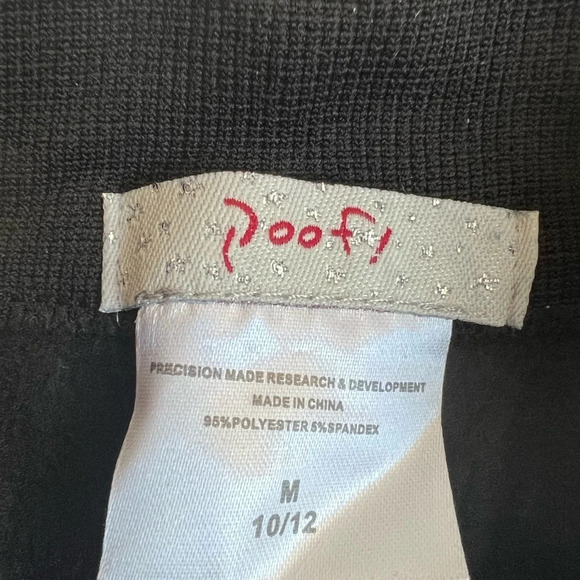 poof!
PRECISION MADE RESEARCH & DEVELOPMENT
MADE IN CHINA
95%POLYESTER 5%SPANDEX
M
10/12